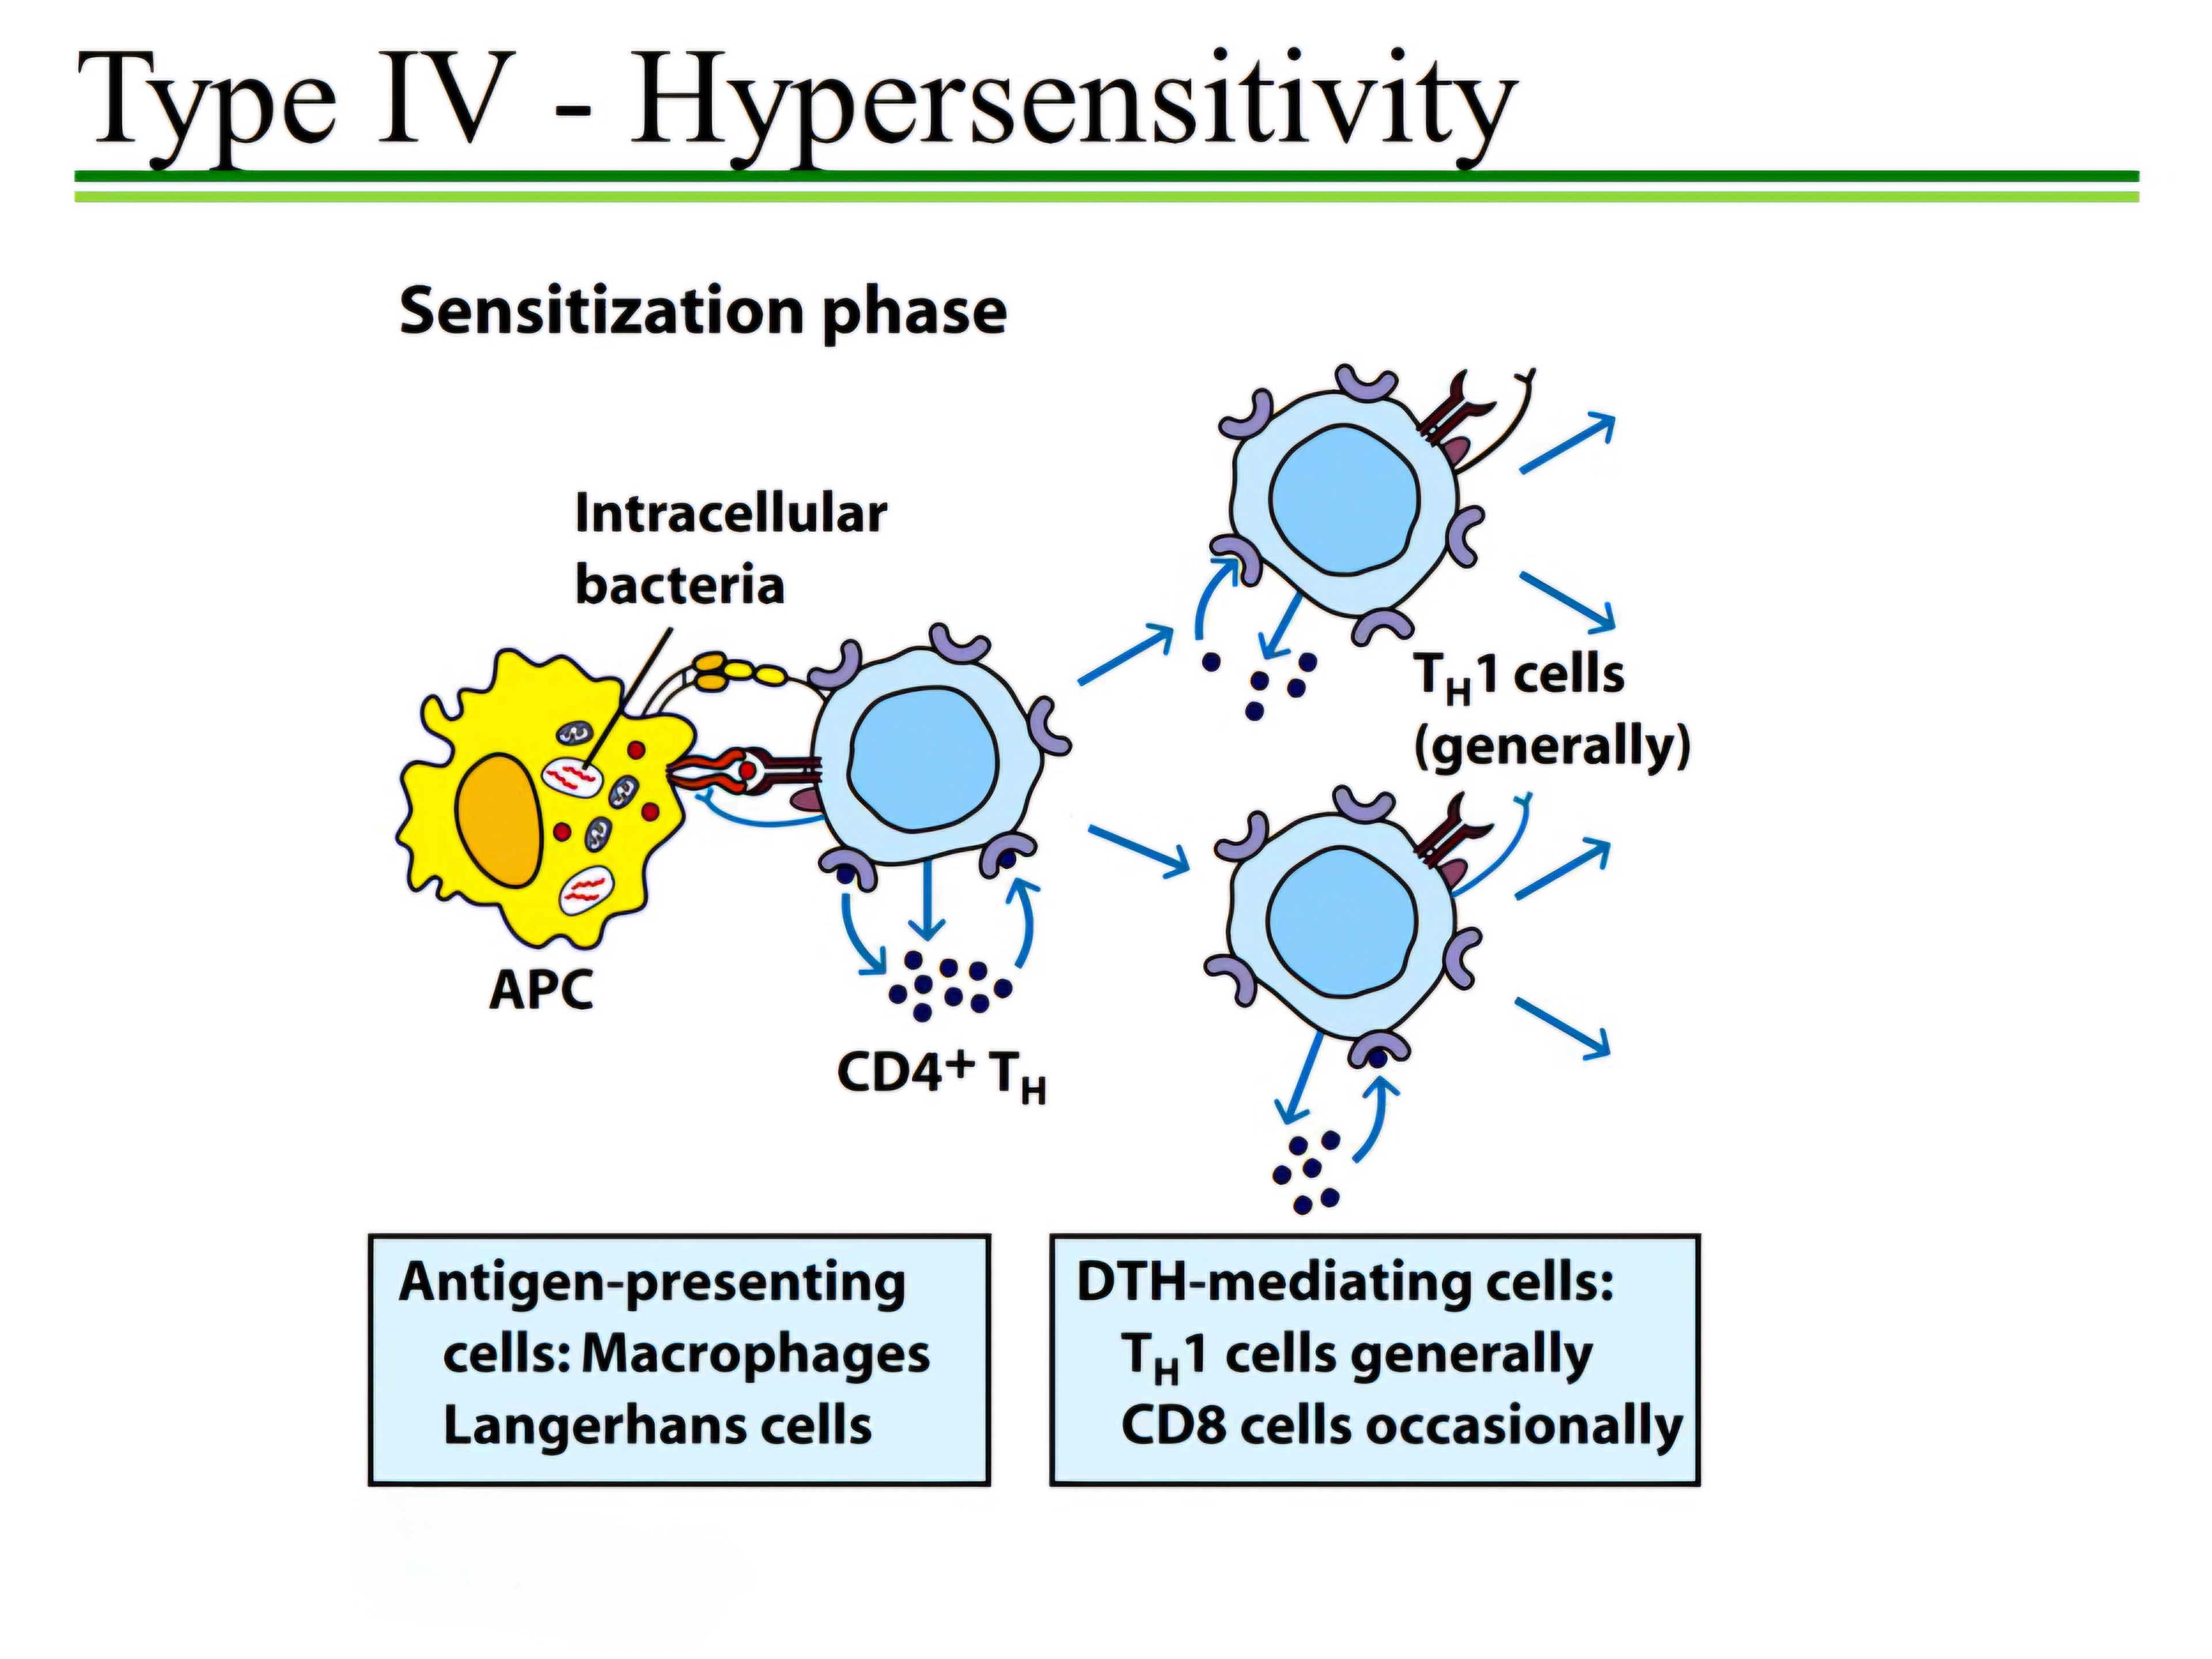 Type IV - Hypersensitivity
Sensitization phase
Intracellular
bacteria
APC
CD4⁺ T_H
T_H1 cells
(generally)
Antigen-presenting
cells: Macrophages
Langerhans cells
DTH-mediating cells:
T_H1 cells generally
CD8 cells occasionally